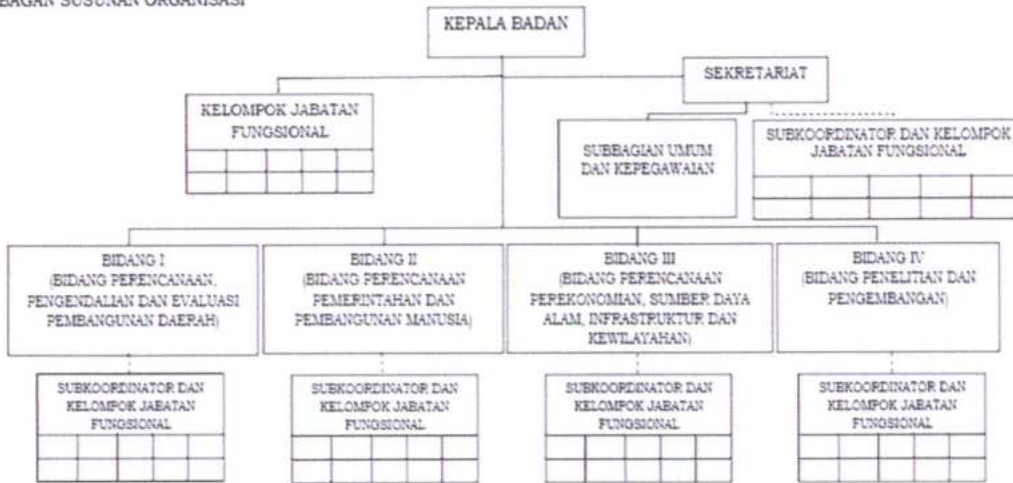 BAGAN SUSUNAN ORGANISASI
KEPALA BADAN
SEKRETARIAT
KELOMPOK JABATAN
FUNGSIONAL
SUBBAGIAN UMUM
DAN KEPEGAWAIAN
SUBKOORDINATOR DAN KELOMPOK
JABATAN FUNGSIONAL
BIDANG I
(BIDANG PERENCANAAN,
PENGENDALIAN DAN EVALUASI
PEMBANGUNAN DAERAH)
BIDANG II
(BIDANG PERENCANAAN
PEMERINTAHAN DAN
PEMBANGUNAN MANUSIA)
BIDANG III
(BIDANG PERENCANAAN
PEREKONOMIAN, SUMBER DAYA
ALAM, INFRASTRUKTUR DAN
KEWILAYAHAN)
BIDANG IV
(BIDANG PENELITIAN DAN
PENGEMBANGAN)
SUBKOORDINATOR DAN
KELOMPOK JABATAN
FUNGSIONAL
SUBKOORDINATOR DAN
KELOMPOK JABATAN
FUNGSIONAL
SUBKOORDINATOR DAN
KELOMPOK JABATAN
FUNGSIONAL
SUBKOORDINATOR DAN
KELOMPOK JABATAN
FUNGSIONAL